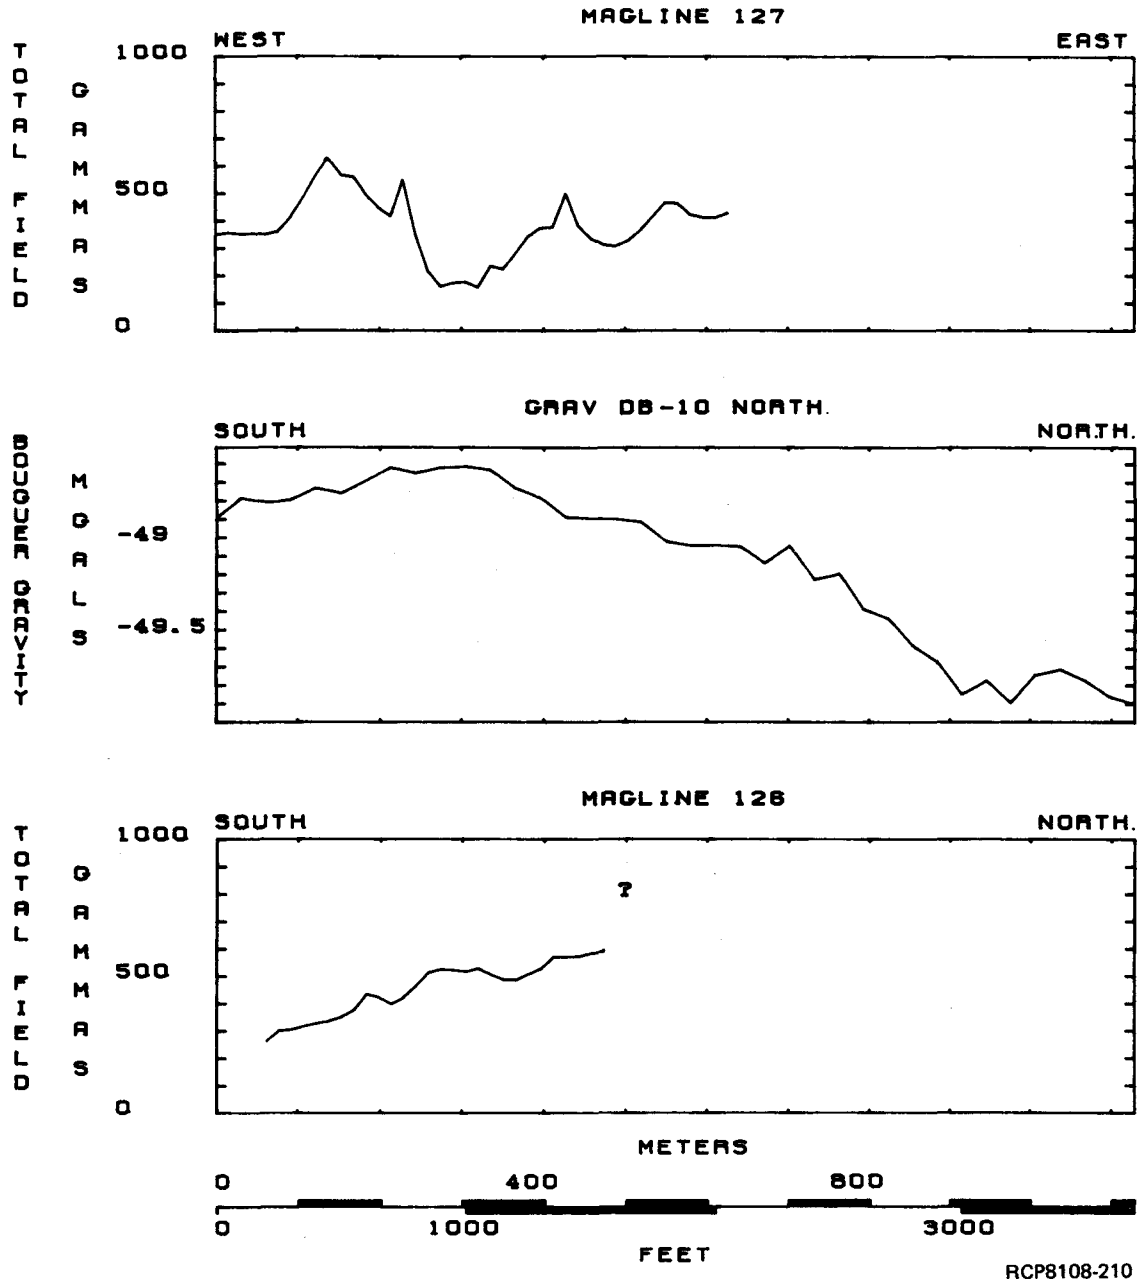 MAGLINE 127
WEST EAST
TOTAL FIELD
GAMMAS
1000
500
0
GRAV DB-10 NORTH.
SOUTH NORTH.
BOUGUER GRAVITY
MGALS
-49
-49.5
MAGLINE 126
SOUTH NORTH.
TOTAL FIELD
GAMMAS
1000
500
0
?
METERS
0 400 800
0 1000 3000
FEET
RCP8108-210